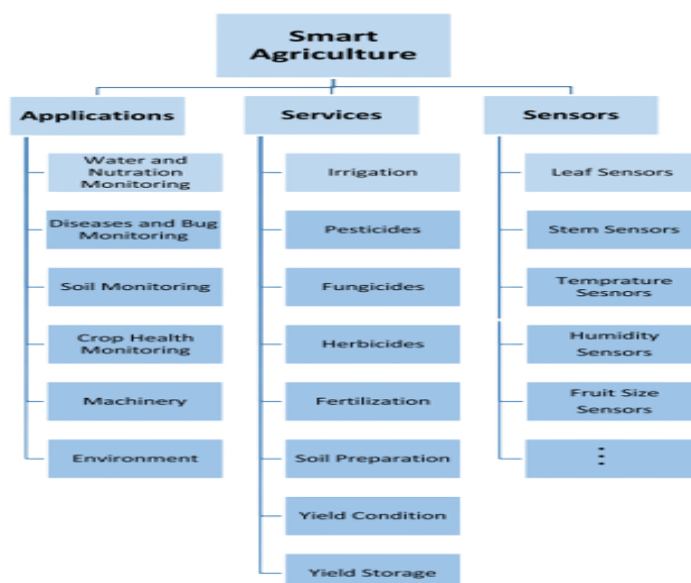 Smart
Agriculture
Applications
Water and
Nutration
Monitoring
Diseases and Bug
Monitoring
Soil Monitoring
Crop Health
Monitoring
Machinery
Environment
Services
Irrigation
Pesticides
Fungicides
Herbicides
Fertilization
Soil Preparation
Yield Condition
Yield Storage
Sensors
Leaf Sensors
Stem Sensors
Temprature
Sesnors
Humidity
Sensors
Fruit Size
Sensors
⋮